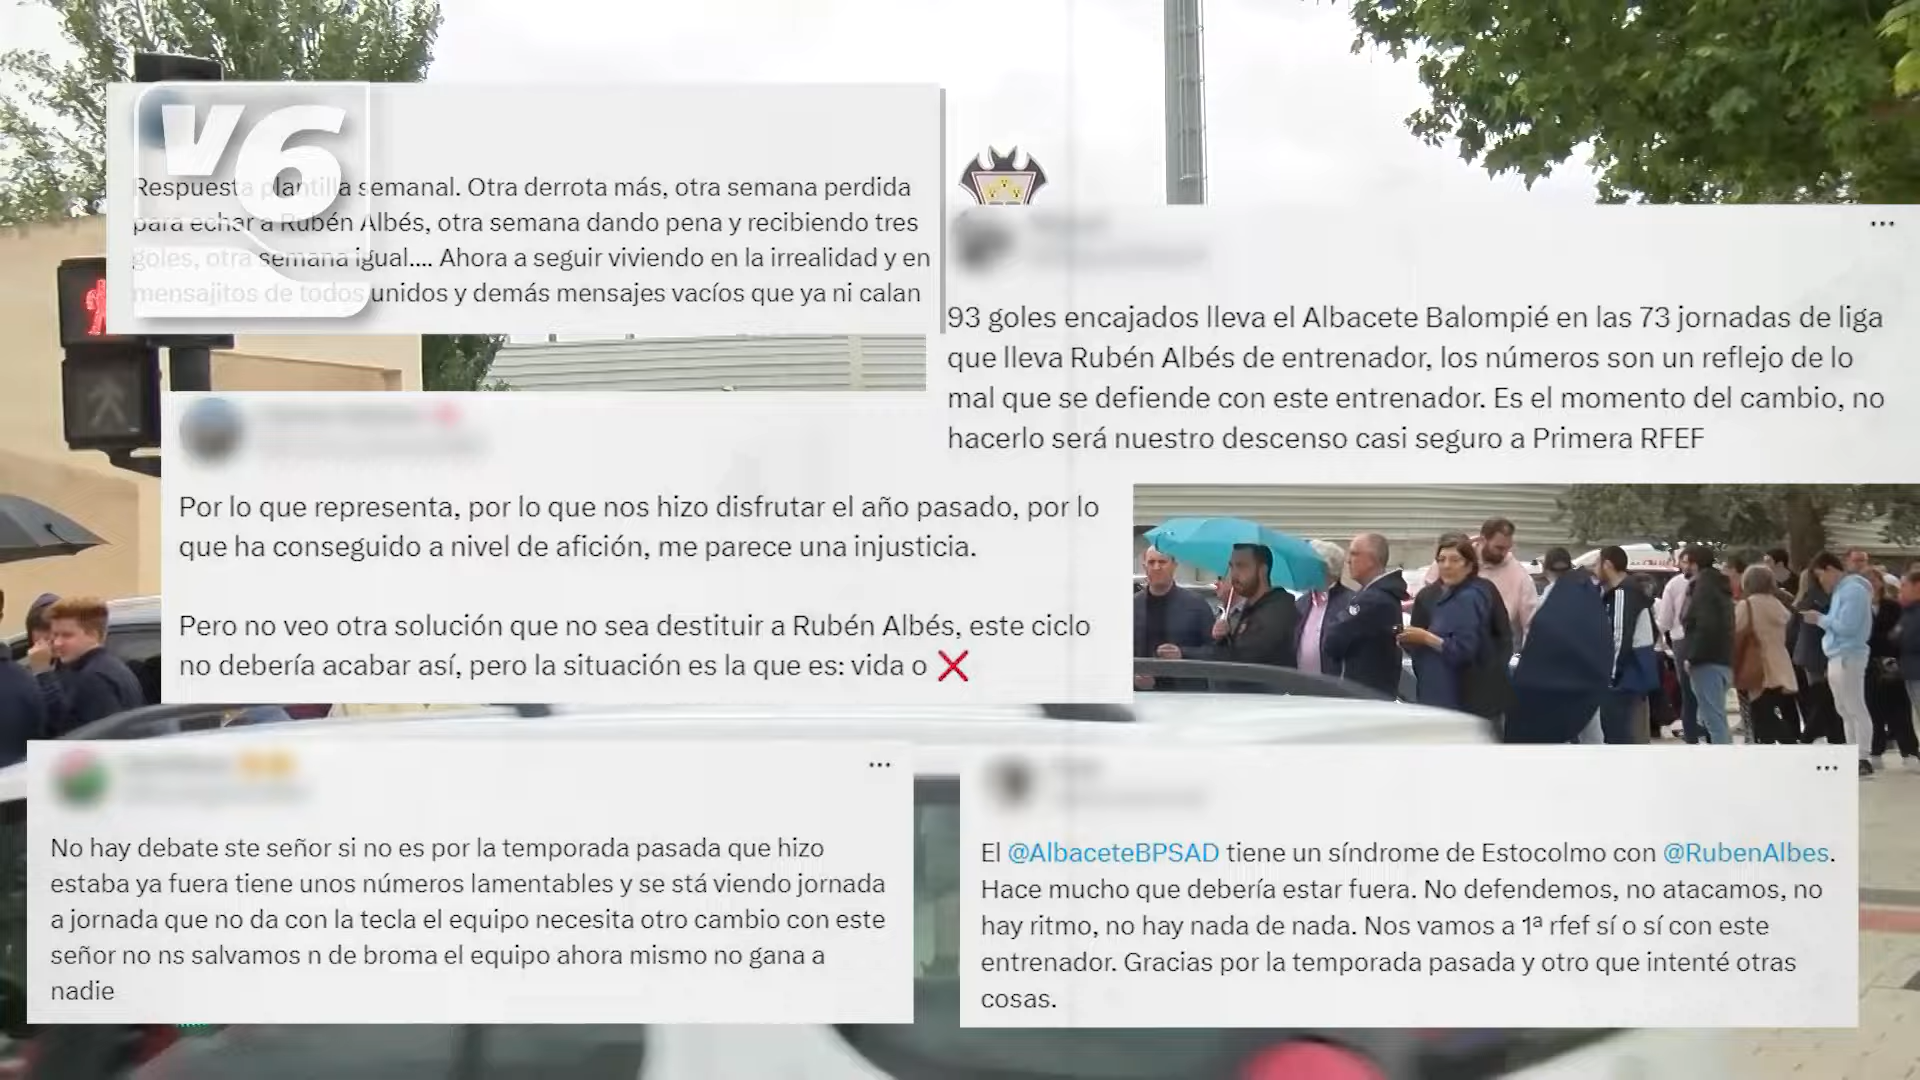 V6
Respuesta plantilla semanal. Otra derrota más, otra semana perdida
para echar a Rubén Albés, otra semana dando pena y recibiendo tres
goles, otra semana igual.... Ahora a seguir viviendo en la irrealidad y en
mensajitos de todos unidos y demás mensajes vacíos que ya ni calan
93 goles encajados lleva el Albacete Balompié en las 73 jornadas de liga
que lleva Rubén Albés de entrenador, los números son un reflejo de lo
mal que se defiende con este entrenador. Es el momento del cambio, no
hacerlo será nuestro descenso casi seguro a Primera RFEF
Por lo que representa, por lo que nos hizo disfrutar el año pasado, por lo
que ha conseguido a nivel de afición, me parece una injusticia.
Pero no veo otra solución que no sea destituir a Rubén Albés, este ciclo
no debería acabar así, pero la situación es la que es: vida o ❌
No hay debate ste señor si no es por la temporada pasada que hizo
estaba ya fuera tiene unos números lamentables y se stá viendo jornada
a jornada que no da con la tecla el equipo necesita otro cambio con este
señor no ns salvamos n de broma el equipo ahora mismo no gana a
nadie
El @AlbaceteBPSAD tiene un síndrome de Estocolmo con @RubenAlbes.
Hace mucho que debería estar fuera. No defendemos, no atacamos, no
hay ritmo, no hay nada de nada. Nos vamos a 1ª rfef sí o sí con este
entrenador. Gracias por la temporada pasada y otro que intenté otras
cosas.